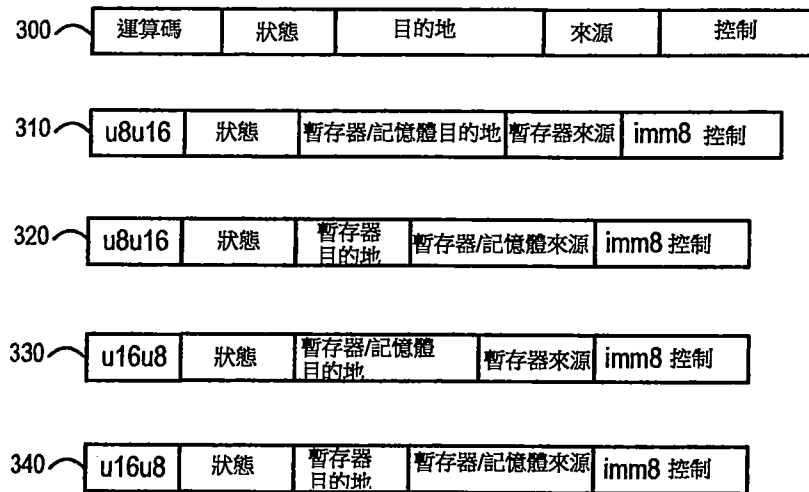 300 運算碼 狀態 目的地 來源 控制
310 u8u16 狀態 暫存器/記憶體目的地 暫存器來源 imm8 控制
320 u8u16 狀態 暫存器 目的地 暫存器/記憶體來源 imm8 控制
330 u16u8 狀態 暫存器/記憶體 目的地 暫存器來源 imm8 控制
340 u16u8 狀態 暫存器 目的地 暫存器/記憶體來源 imm8 控制